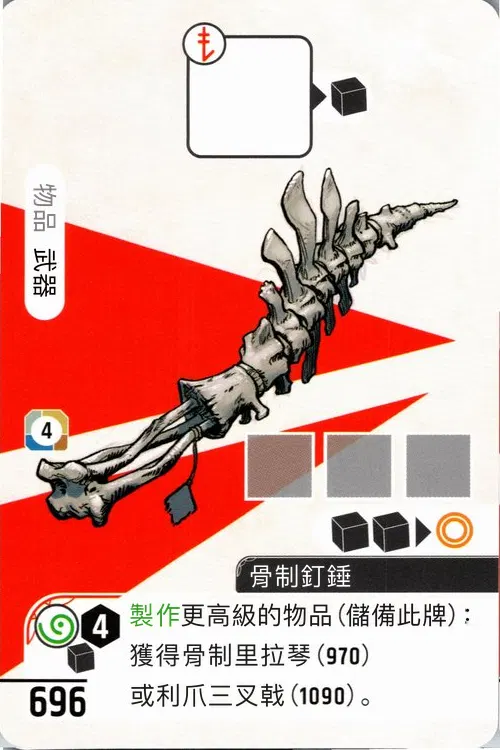 物品 武器
4
骨制釘錘
4
製作更高級的物品(儲備此牌)：
獲得骨制里拉琴(970)
或利爪三叉戟(1090)。
696